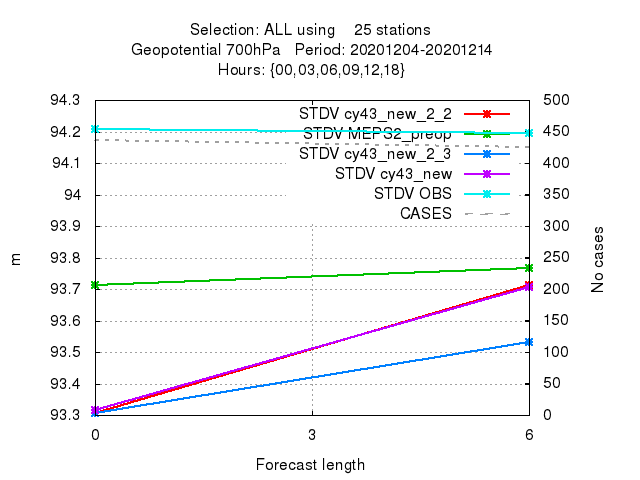 Selection: ALL using 25 stations
Geopotential 700hPa Period: 20201204-20201214
Hours: {00,03,06,09,12,18}
94.3
94.2
94.1
94
93.9
93.8
93.7
93.6
93.5
93.4
93.3
m
STDV cy43_new_2_2
STDV MEPS2_preop
STDV cy43_new_2_3
STDV cy43_new
STDV OBS
CASES
500
450
400
350
300
250
200
150
100
50
0
No cases
0 3 6
Forecast length